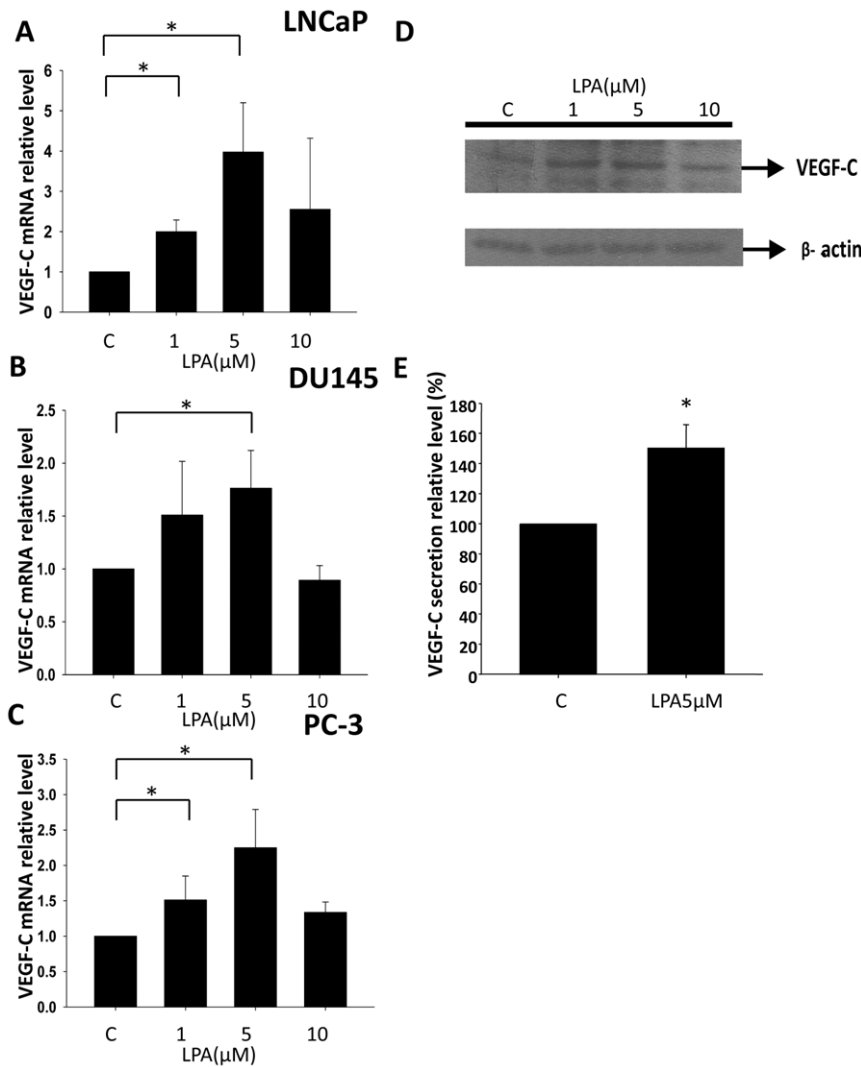 A
LNCaP
*
*
VEGF-C mRNA relative level
6
5
4
3
2
1
0
C 1 5 10
LPA(μM)
B
DU145
*
VEGF-C mRNA relative level
2.5
2.0
1.5
1.0
0.5
0.0
C 1 5 10
LPA(μM)
C
PC-3
*
*
VEGF-C mRNA relative level
3.5
3.0
2.5
2.0
1.5
1.0
0.5
0.0
C 1 5 10
LPA(μM)
D
LPA(μM)
C 1 5 10
VEGF-C
β- actin
E
VEGF-C secretion relative level (%)
180
160
140
120
100
80
60
40
20
0
*
C LPA5μM